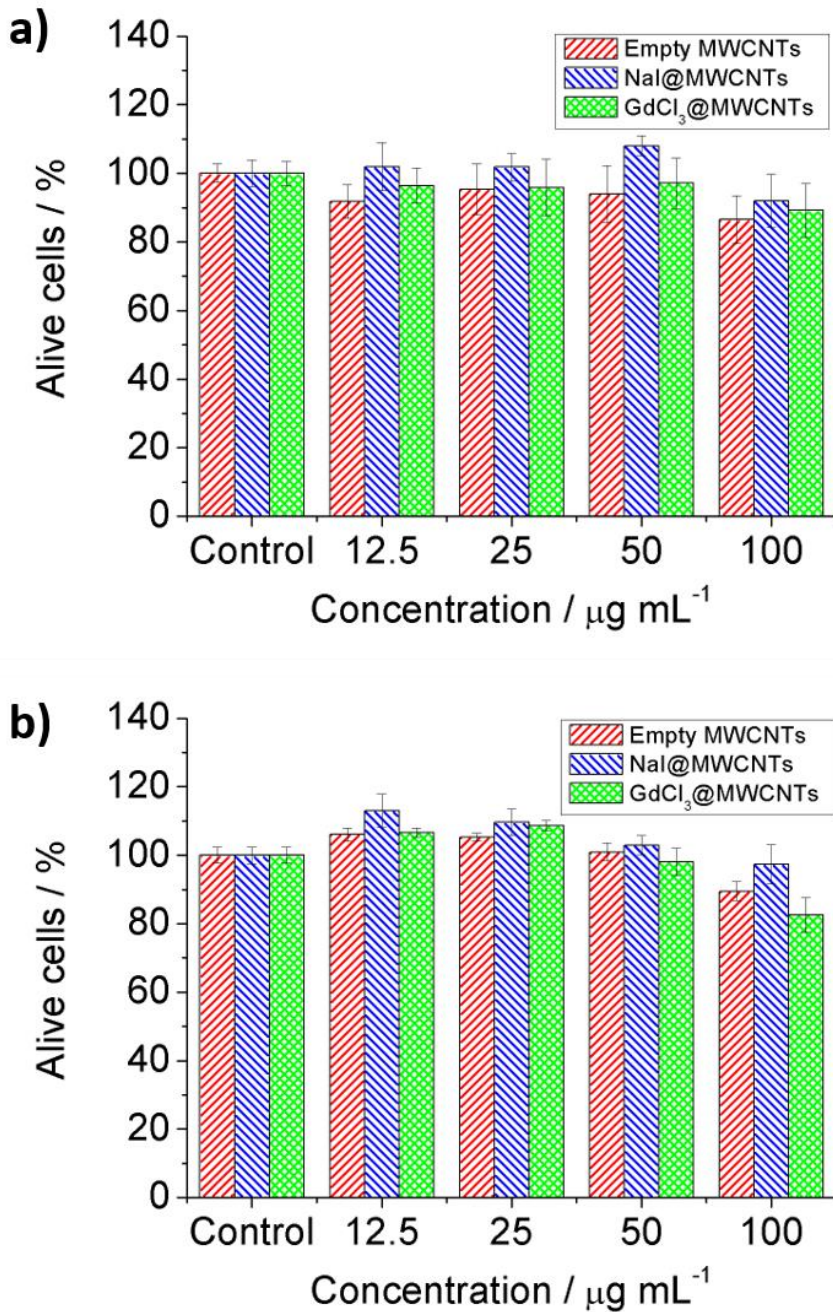 a)
140
120
100
80
60
40
20
0
Alive cells / %
Empty MWCNTs
NaI@MWCNTs
GdCl₃@MWCNTs
Control 12.5 25 50 100
Concentration / μg mL⁻¹
b)
140
120
100
80
60
40
20
0
Alive cells / %
Empty MWCNTs
NaI@MWCNTs
GdCl₃@MWCNTs
Control 12.5 25 50 100
Concentration / μg mL⁻¹